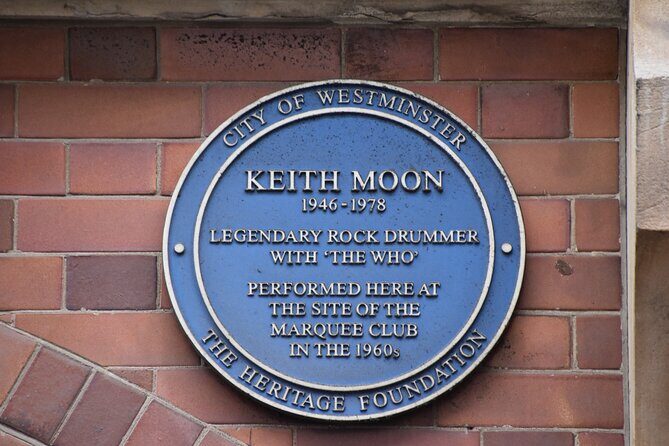 CITY OF WESTMINSTER
KEITH MOON
1946-1978
LEGENDARY ROCK DRUMMER
WITH 'THE WHO'
PERFORMED HERE AT
THE SITE OF THE
MARQUEE CLUB
IN THE 1960s
THE HERITAGE FOUNDATION